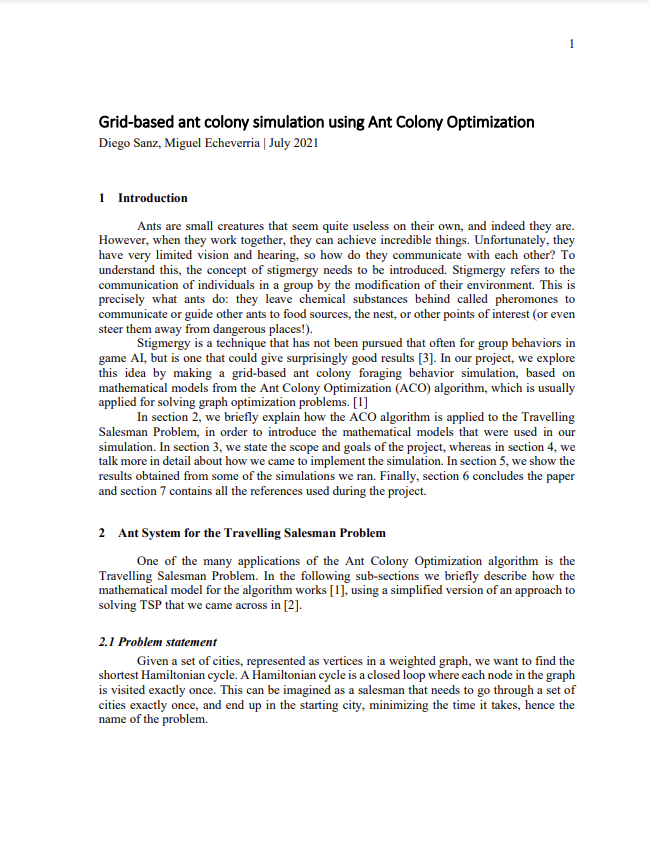 1
Grid-based ant colony simulation using Ant Colony Optimization
Diego Sanz, Miguel Echeverria | July 2021
1 Introduction
Ants are small creatures that seem quite useless on their own, and indeed they are.
However, when they work together, they can achieve incredible things. Unfortunately, they
have very limited vision and hearing, so how do they communicate with each other? To
understand this, the concept of stigmergy needs to be introduced. Stigmergy refers to the
communication of individuals in a group by the modification of their environment. This is
precisely what ants do: they leave chemical substances behind called pheromones to
communicate or guide other ants to food sources, the nest, or other points of interest (or even
steer them away from dangerous places!).
Stigmergy is a technique that has not been pursued that often for group behaviors in
game AI, but is one that could give surprisingly good results [3]. In our project, we explore
this idea by making a grid-based ant colony foraging behavior simulation, based on
mathematical models from the Ant Colony Optimization (ACO) algorithm, which is usually
applied for solving graph optimization problems. [1]
In section 2, we briefly explain how the ACO algorithm is applied to the Travelling
Salesman Problem, in order to introduce the mathematical models that were used in our
simulation. In section 3, we state the scope and goals of the project, whereas in section 4, we
talk more in detail about how we came to implement the simulation. In section 5, we show the
results obtained from some of the simulations we ran. Finally, section 6 concludes the paper
and section 7 contains all the references used during the project.
2 Ant System for the Travelling Salesman Problem
One of the many applications of the Ant Colony Optimization algorithm is the
Travelling Salesman Problem. In the following sub-sections we briefly describe how the
mathematical model for the algorithm works [1], using a simplified version of an approach to
solving TSP that we came across in [2].
2.1 Problem statement
Given a set of cities, represented as vertices in a weighted graph, we want to find the
shortest Hamiltonian cycle. A Hamiltonian cycle is a closed loop where each node in the graph
is visited exactly once. This can be imagined as a salesman that needs to go through a set of
cities exactly once, and end up in the starting city, minimizing the time it takes, hence the
name of the problem.